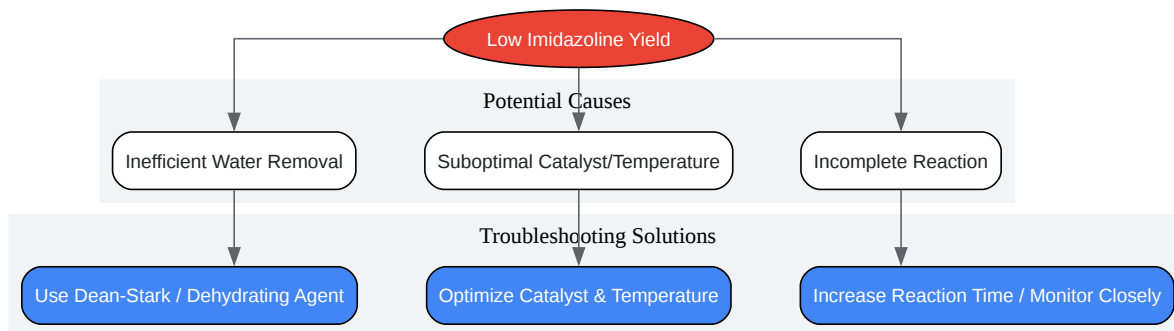 Low Imidazoline Yield
Potential Causes
Inefficient Water Removal
Suboptimal Catalyst/Temperature
Incomplete Reaction
Troubleshooting Solutions
Use Dean-Stark / Dehydrating Agent
Optimize Catalyst & Temperature
Increase Reaction Time / Monitor Closely